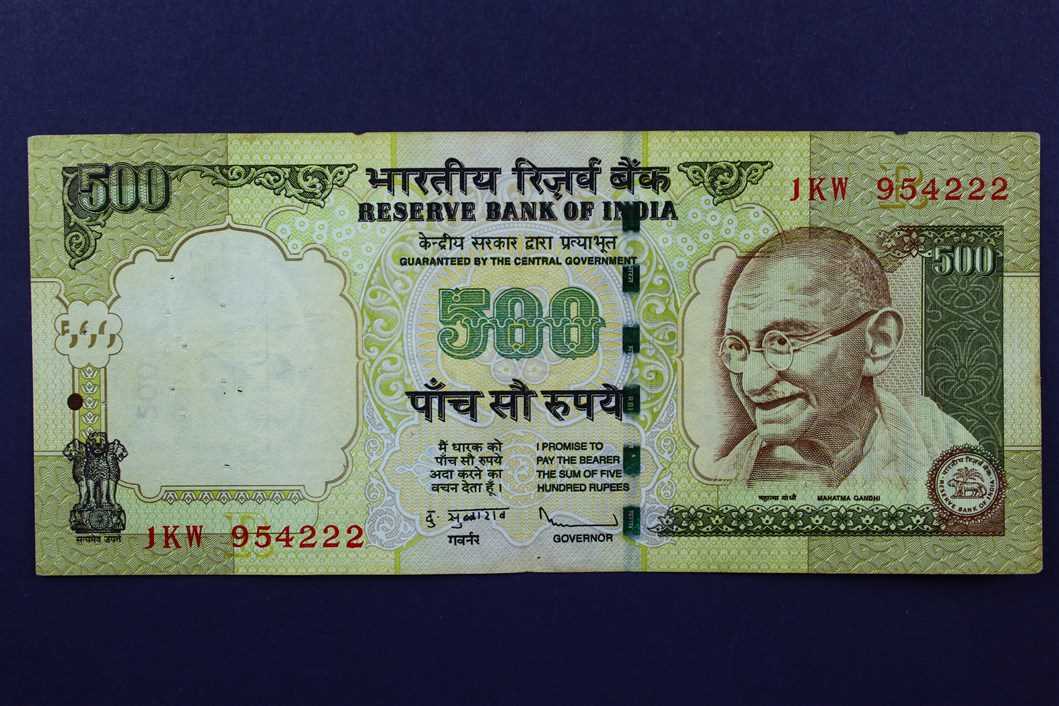 500
भारतीय रिज़र्व बैंक
RESERVE BANK OF INDIA
1KW 954222
केन्द्रीय सरकार द्वारा प्रत्याभूत
GUARANTEED BY THE CENTRAL GOVERNMENT
500
500
पाँच सौ रुपये
मैं धारक को
पाँच सौ रुपये
अदा करने का
वचन देता हूँ।
I PROMISE TO
PAY THE BEARER
THE SUM OF FIVE
HUNDRED RUPEES
दु. सुब्बाराव
गवर्नर
GOVERNOR
महात्मा गांधी
MAHATMA GANDHI
सत्यमेव जयते
1KW 954222